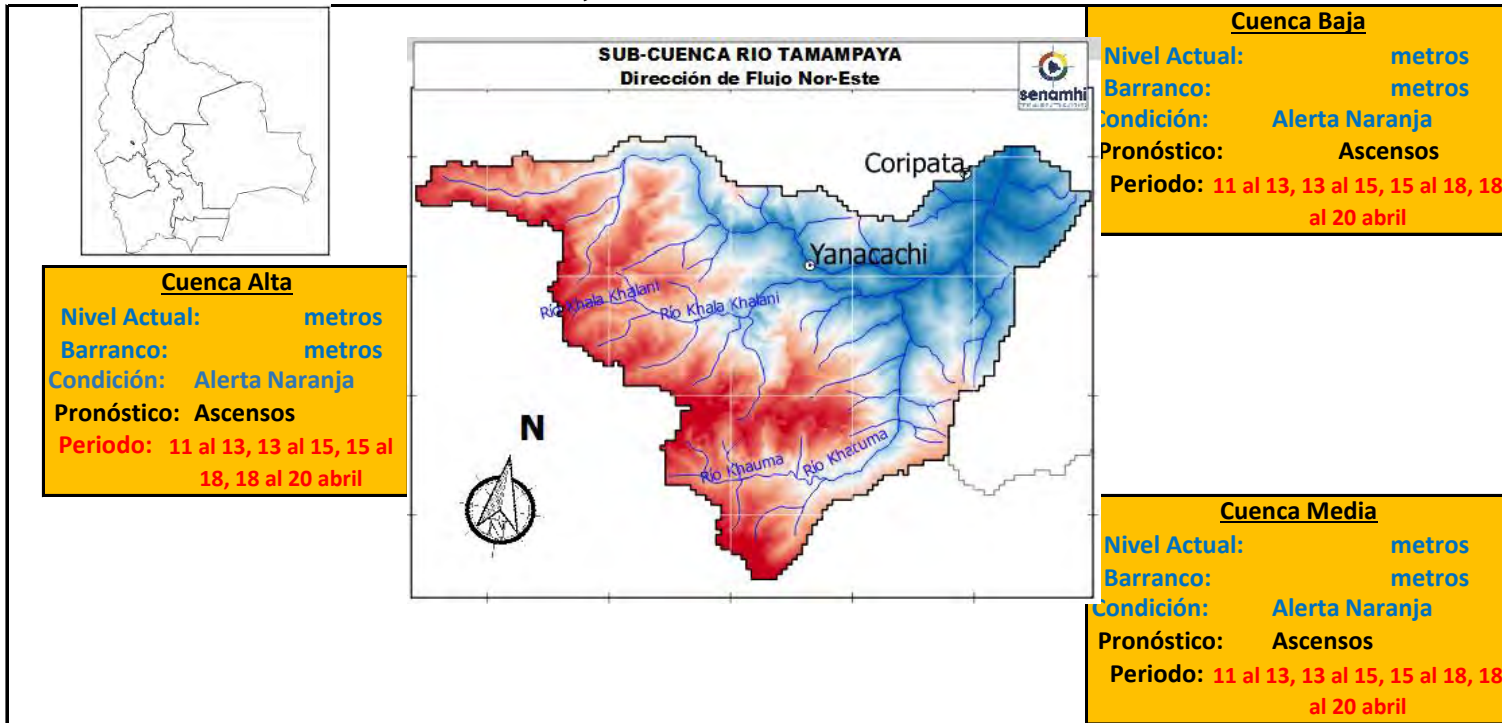 SUB-CUENCA RIO TAMAMPAYA
Dirección de Flujo Nor-Este
senamhi
Coripata
Yanacachi
Río Khala Khalani
Río Khala Khalani
Río Khauma
Río Khatuma
N
Cuenca Alta
Nivel Actual: metros
Barranco: metros
Condición: Alerta Naranja
Pronóstico: Ascensos
Periodo: 11 al 13, 13 al 15, 15 al
18, 18 al 20 abril
Cuenca Baja
Nivel Actual: metros
Barranco: metros
Condición: Alerta Naranja
Pronóstico: Ascensos
Periodo: 11 al 13, 13 al 15, 15 al 18, 18
al 20 abril
Cuenca Media
Nivel Actual: metros
Barranco: metros
Condición: Alerta Naranja
Pronóstico: Ascensos
Periodo: 11 al 13, 13 al 15, 15 al 18, 18
al 20 abril